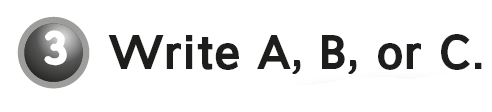 3 Write A, B, or C.